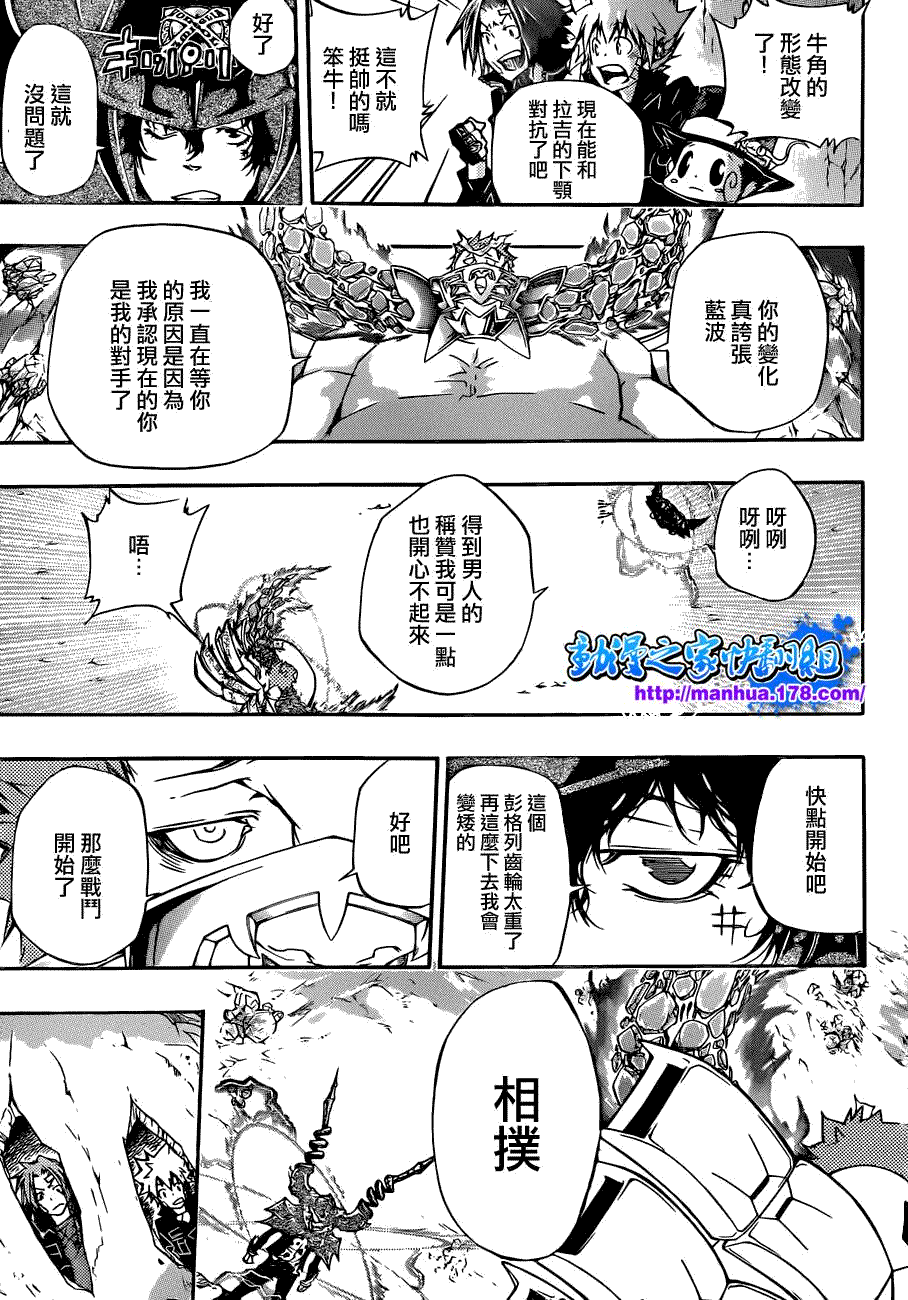 牛角的
形態改變
了！
現在能和
拉吉的下顎
對抗了吧
這不就
挺帥的嗎
笨牛！
好了
這就
沒問題了
你的變化
真誇張
藍波
我一直在等你
的原因是因為
我承認現在的你
是我的對手了
呀咧
呀咧…
得到男人的
稱贊我可是一點
也開心不起來
唔…
動漫之家快翻組
http://manhua.178.com/
快點開始吧
這個
彭格列齒輪太重了
再這麼下去我會
變矮的
好吧
那麼戰鬥
開始了
相撲